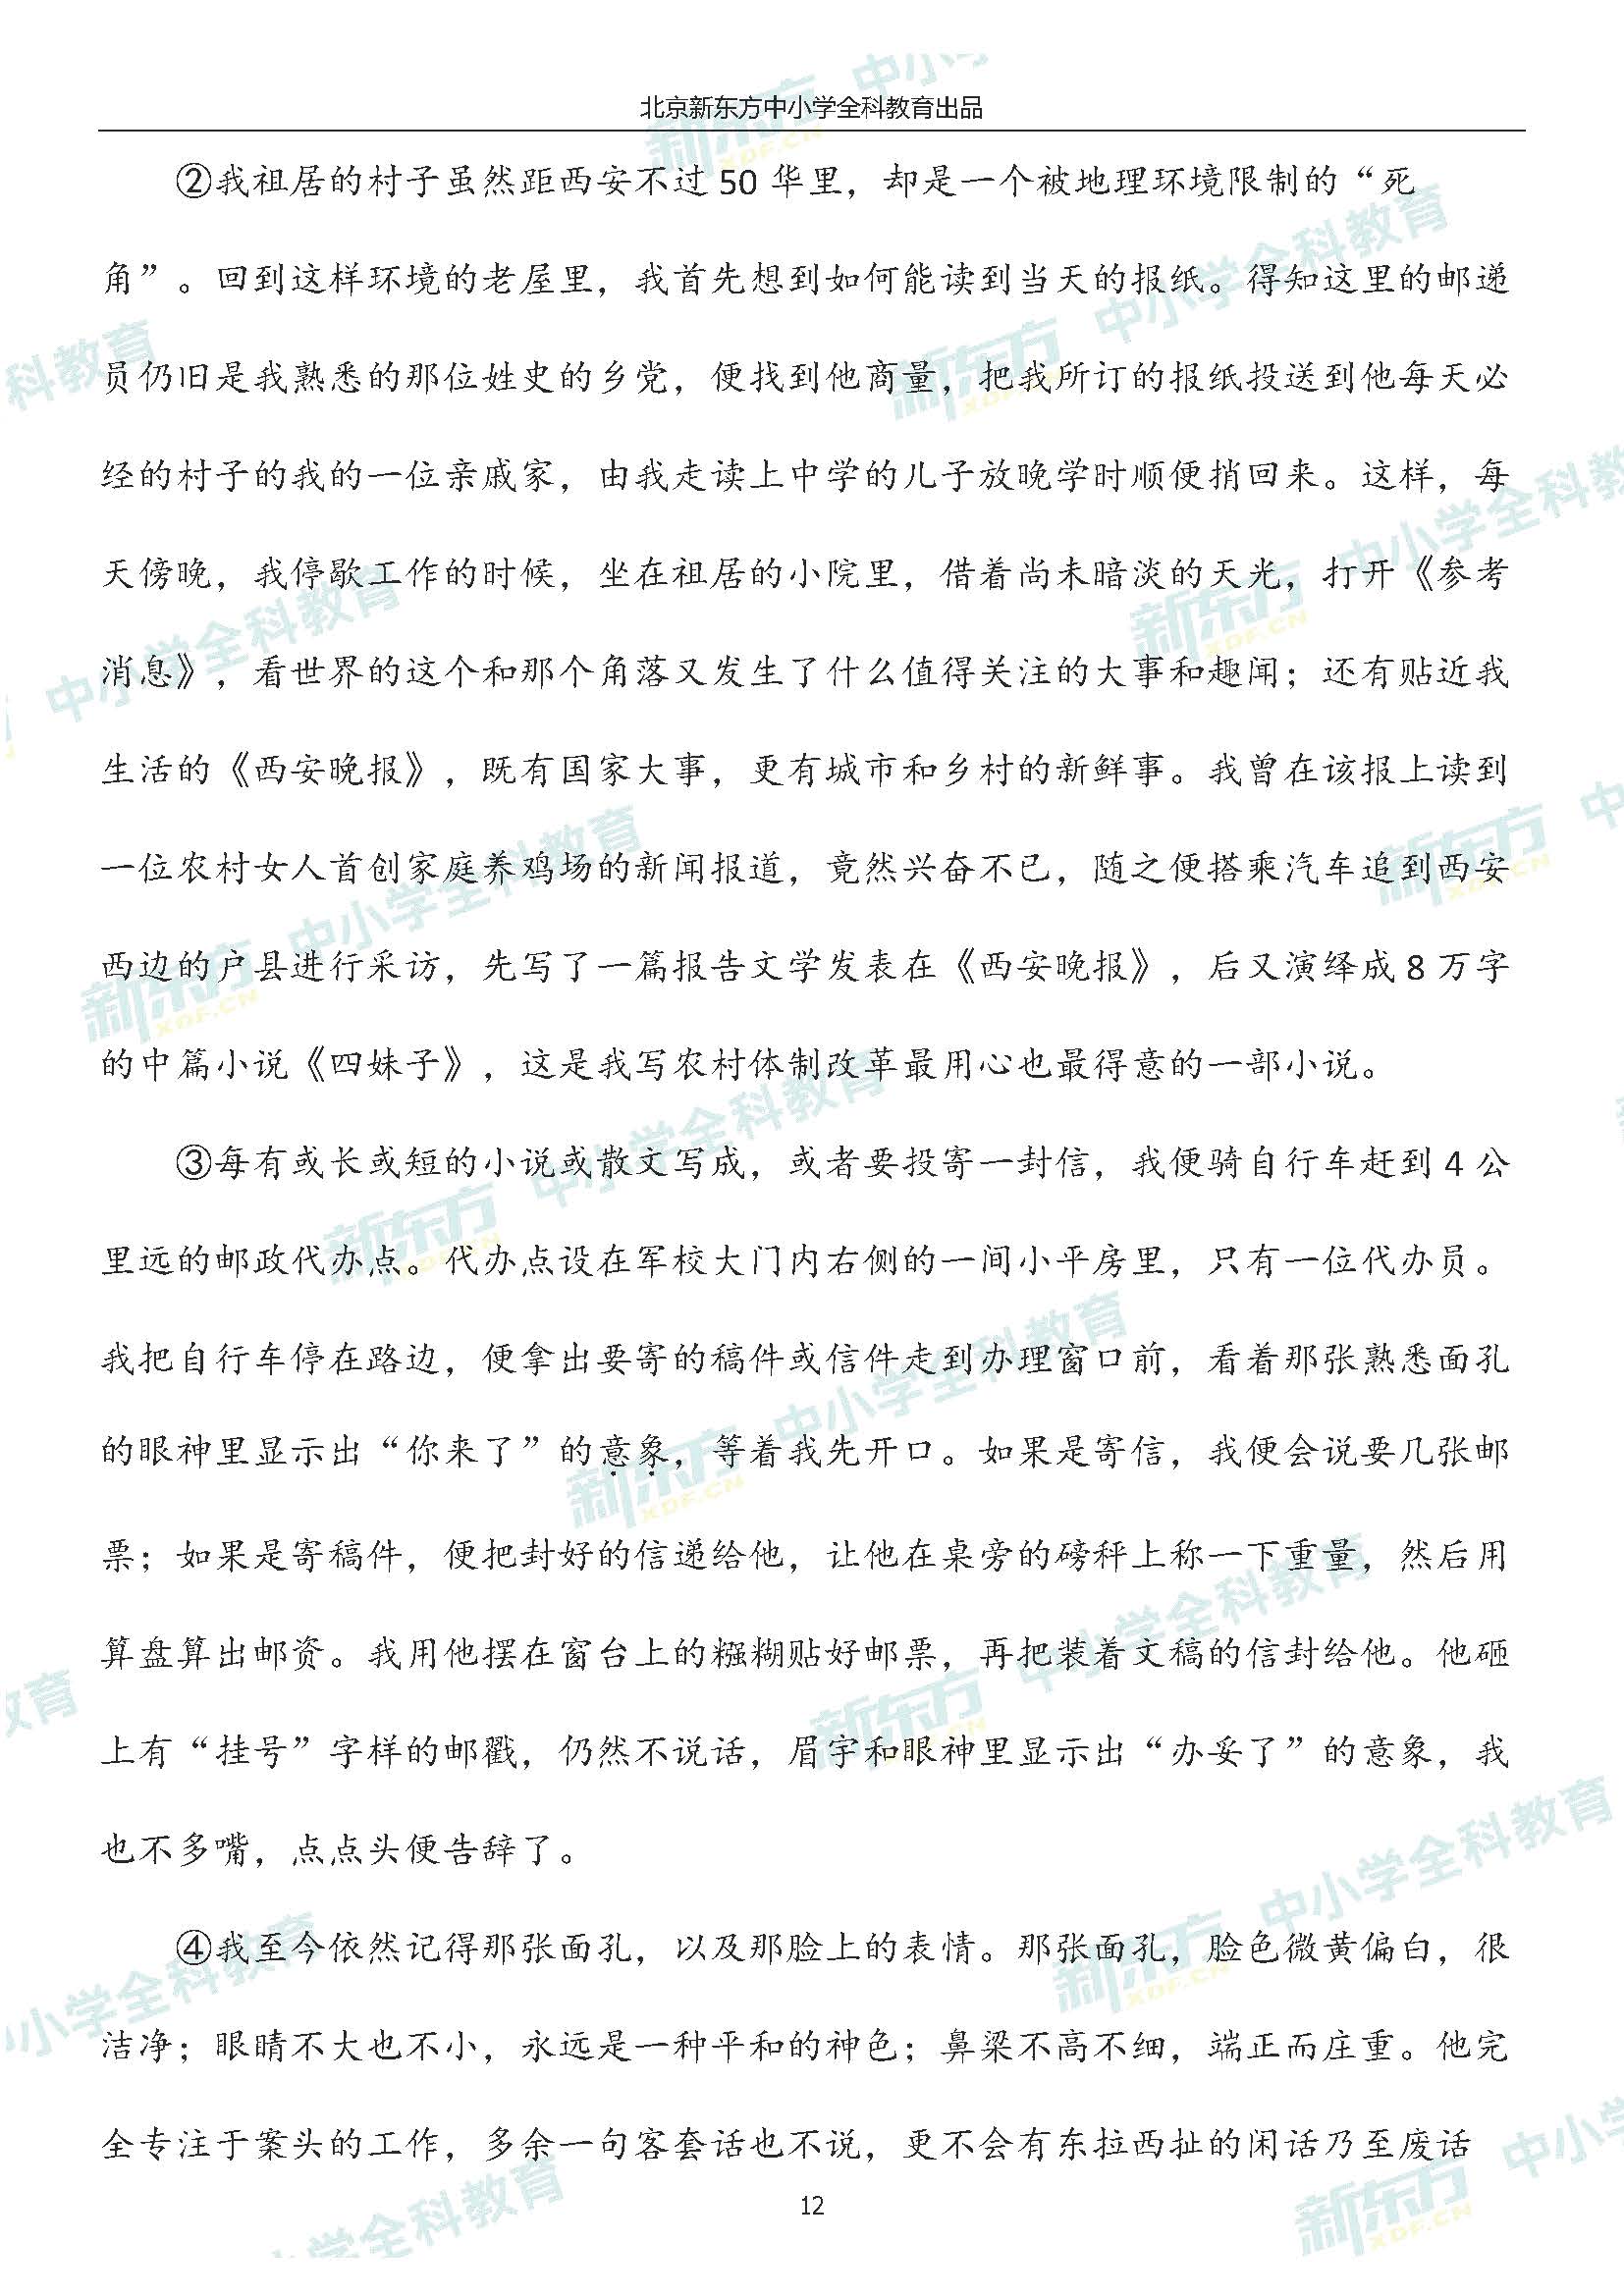 北京新东方中小学全科教育出品
②我祖居的村子虽然距西安不过 50 华里，却是一个被地理环境限制的“死
角”。回到这样环境的老屋里，我首先想到如何能读到当天的报纸。得知这里的邮递
员仍旧是我熟悉的那位姓史的乡党，便找到他商量，把我所订的报纸投送到他每天必
经的村子的我的一位亲戚家，由我走读上中学的儿子放晚学时顺便捎回来。这样，每
天傍晚，我停歇工作的时候，坐在祖居的小院里，借着尚未暗淡的天光，打开《参考
消息》，看世界的这个和那个角落又发生了什么值得关注的大事和趣闻；还有贴近我
生活的《西安晚报》，既有国家大事，更有城市和乡村的新鲜事。我曾在该报上读到
一位农村女人首创家庭养鸡场的新闻报道，竟然兴奋不已，随之便搭乘汽车追到西安
西边的户县进行采访，先写了一篇报告文学发表在《西安晚报》，后又演绎成 8 万字
的中篇小说《四妹子》，这是我写农村体制改革最用心也最得意的一部小说。
③每有或长或短的小说或散文写成，或者要投寄一封信，我便骑自行车赶到 4 公
里远的邮政代办点。代办点设在军校大门内右侧的一间小平房里，只有一位代办员。
我把自行车停在路边，便拿出要寄的稿件或信件走到办理窗口前，看着那张熟悉面孔
的眼神里显示出“你来了”的意象，等着我先开口。如果是寄信，我便会说要几张邮
票；如果是寄稿件，便把封好的信递给他，让他在桌旁的磅秤上称一下重量，然后用
算盘算出邮资。我用他摆在窗台上的糨糊贴好邮票，再把装着文稿的信封给他。他砸
上有“挂号”字样的邮戳，仍然不说话，眉宇和眼神里显示出“办妥了”的意象，我
也不多嘴，点点头便告辞了。
④我至今依然记得那张面孔，以及那脸上的表情。那张面孔，脸色微黄偏白，很
洁净；眼睛不大也不小，永远是一种平和的神色；鼻梁不高不细，端正而庄重。他完
全专注于案头的工作，多余一句客套话也不说，更不会有东拉西扯的闲话乃至废话
12
新东方 XDF.CN 中小学全科教育